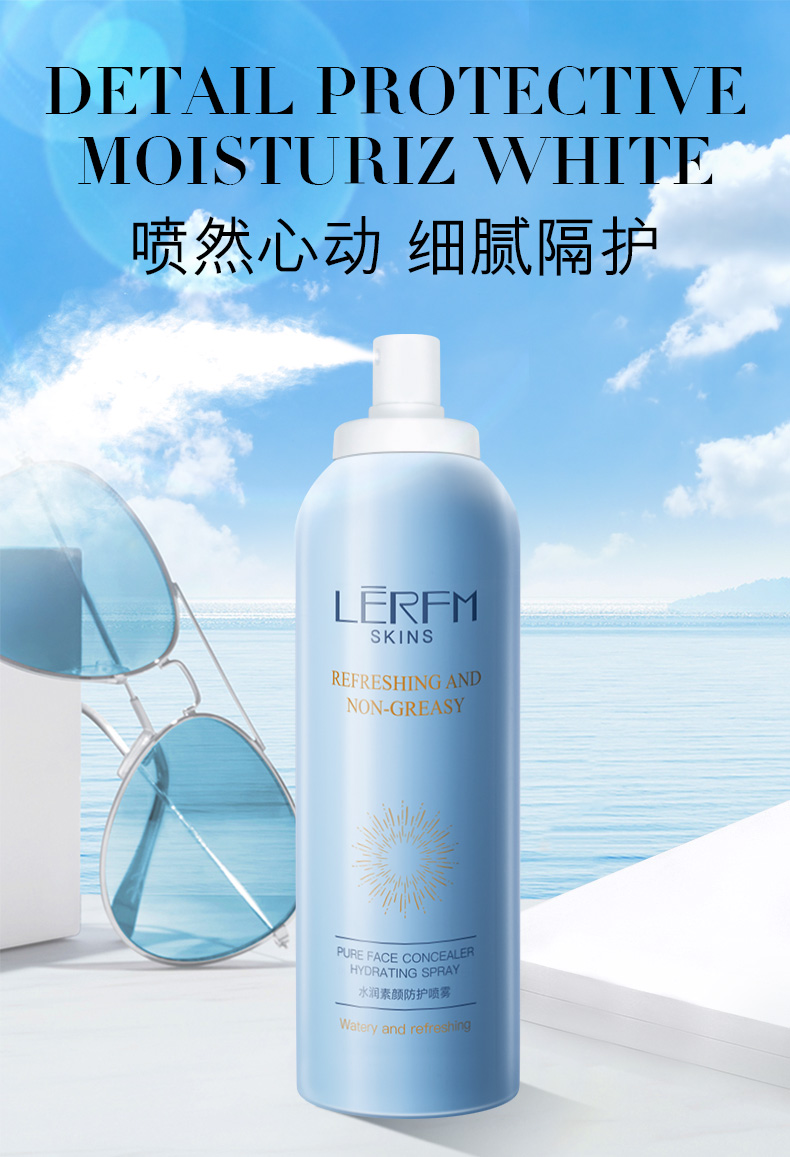 DETAIL PROTECTIVE
MOISTURIZ WHITE
喷然心动 细腻隔护
LĒRFM
SKINS
REFRESHING AND
NON-GREASY
PURE FACE CONCEALER
HYDRATING SPRAY
水润素颜防护喷雾
Watery and refreshing